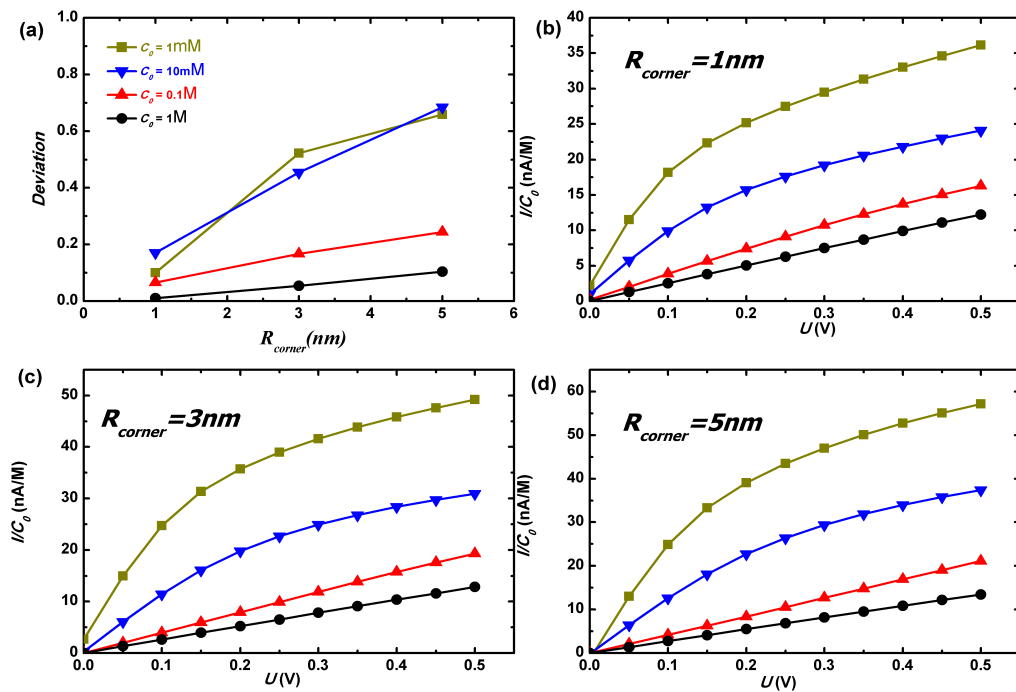 (a)
1.0
0.8
0.6
0.4
0.2
0.0
Deviation
c₀ = 1mM
c₀ = 10mM
c₀ = 0.1M
c₀ = 1M
0 1 2 3 4 5 6
R_corner(nm)
(b)
40
35
30
25
20
15
10
5
0
I/C₀ (nA/M)
R_corner=1nm
0.0 0.1 0.2 0.3 0.4 0.5
U (V)
(c)
50
40
30
20
10
0
I/C₀ (nA/M)
R_corner=3nm
0.0 0.1 0.2 0.3 0.4 0.5
U (V)
(d)
60
50
40
30
20
10
0
I/C₀ (nA/M)
R_corner=5nm
0.0 0.1 0.2 0.3 0.4 0.5
U (V)